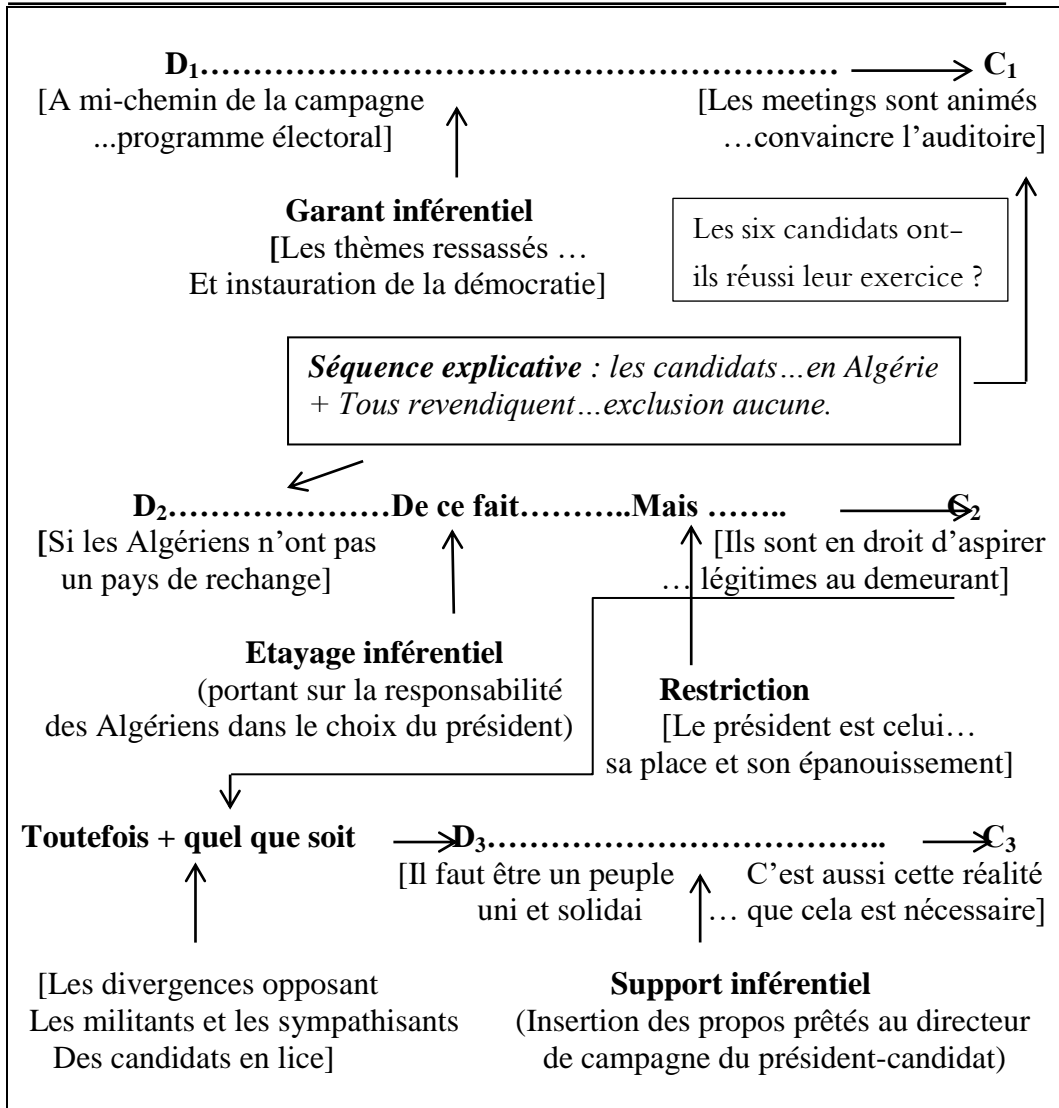 D₁…………………………………………………… C₁
[A mi-chemin de la campagne
...programme électoral]
[Les meetings sont animés
…convaincre l’auditoire]
Garant inférentiel
[Les thèmes ressassés …
Et instauration de la démocratie]
Les six candidats ont-
ils réussi leur exercice ?
Séquence explicative : les candidats…en Algérie
+ Tous revendiquent…exclusion aucune.
D₂…………………De ce fait………..Mais …….. C₂
[Si les Algériens n’ont pas
un pays de rechange]
[Ils sont en droit d’aspirer
… légitimes au demeurant]
Etayage inférentiel
(portant sur la responsabilité
des Algériens dans le choix du président)
Restriction
[Le président est celui…
sa place et son épanouissement]
Toutefois + quel que soit D₃……………………………….. C₃
[Il faut être un peuple
uni et solidai
C’est aussi cette réalité
… que cela est nécessaire]
[Les divergences opposant
Les militants et les sympathisants
Des candidats en lice]
Support inférentiel
(Insertion des propos prêtés au directeur
de campagne du président-candidat)